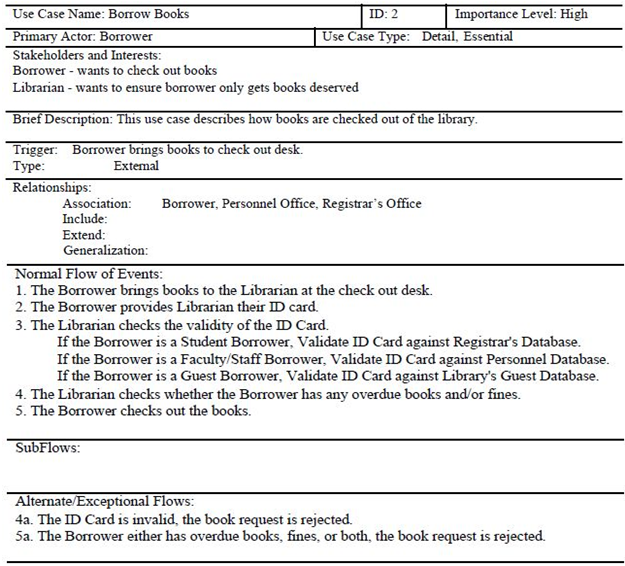 Use Case Name: Borrow Books ID: 2 Importance Level: High
Primary Actor: Borrower Use Case Type: Detail, Essential
Stakeholders and Interests:
Borrower - wants to check out books
Librarian - wants to ensure borrower only gets books deserved
Brief Description: This use case describes how books are checked out of the library.
Trigger: Borrower brings books to check out desk.
Type: External
Relationships:
Association: Borrower, Personnel Office, Registrar's Office
Include:
Extend:
Generalization:
Normal Flow of Events:
1. The Borrower brings books to the Librarian at the check out desk.
2. The Borrower provides Librarian their ID card.
3. The Librarian checks the validity of the ID Card.
If the Borrower is a Student Borrower, Validate ID Card against Registrar's Database.
If the Borrower is a Faculty/Staff Borrower, Validate ID Card against Personnel Database.
If the Borrower is a Guest Borrower, Validate ID Card against Library's Guest Database.
4. The Librarian checks whether the Borrower has any overdue books and/or fines.
5. The Borrower checks out the books.
SubFlows:
Alternate/Exceptional Flows:
4a. The ID Card is invalid, the book request is rejected.
5a. The Borrower either has overdue books, fines, or both, the book request is rejected.